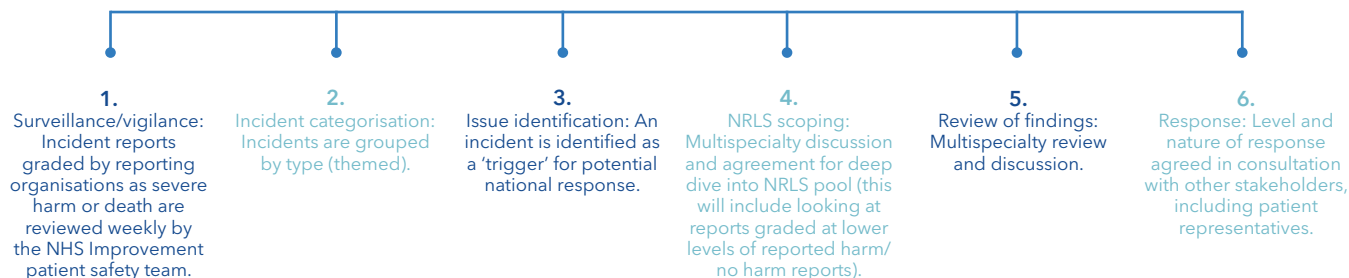 1.
Surveillance/vigilance:
Incident reports
graded by reporting
organisations as severe
harm or death are
reviewed weekly by
the NHS Improvement
patient safety team.
2.
Incident categorisation:
Incidents are grouped
by type (themed).
3.
Issue identification: An
incident is identified as
a ‘trigger’ for potential
national response.
4.
NRLS scoping:
Multispecialty discussion
and agreement for deep
dive into NRLS pool (this
will include looking at
reports graded at lower
levels of reported harm/
no harm reports).
5.
Review of findings:
Multispecialty review
and discussion.
6.
Response: Level and
nature of response
agreed in consultation
with other stakeholders,
including patient
representatives.